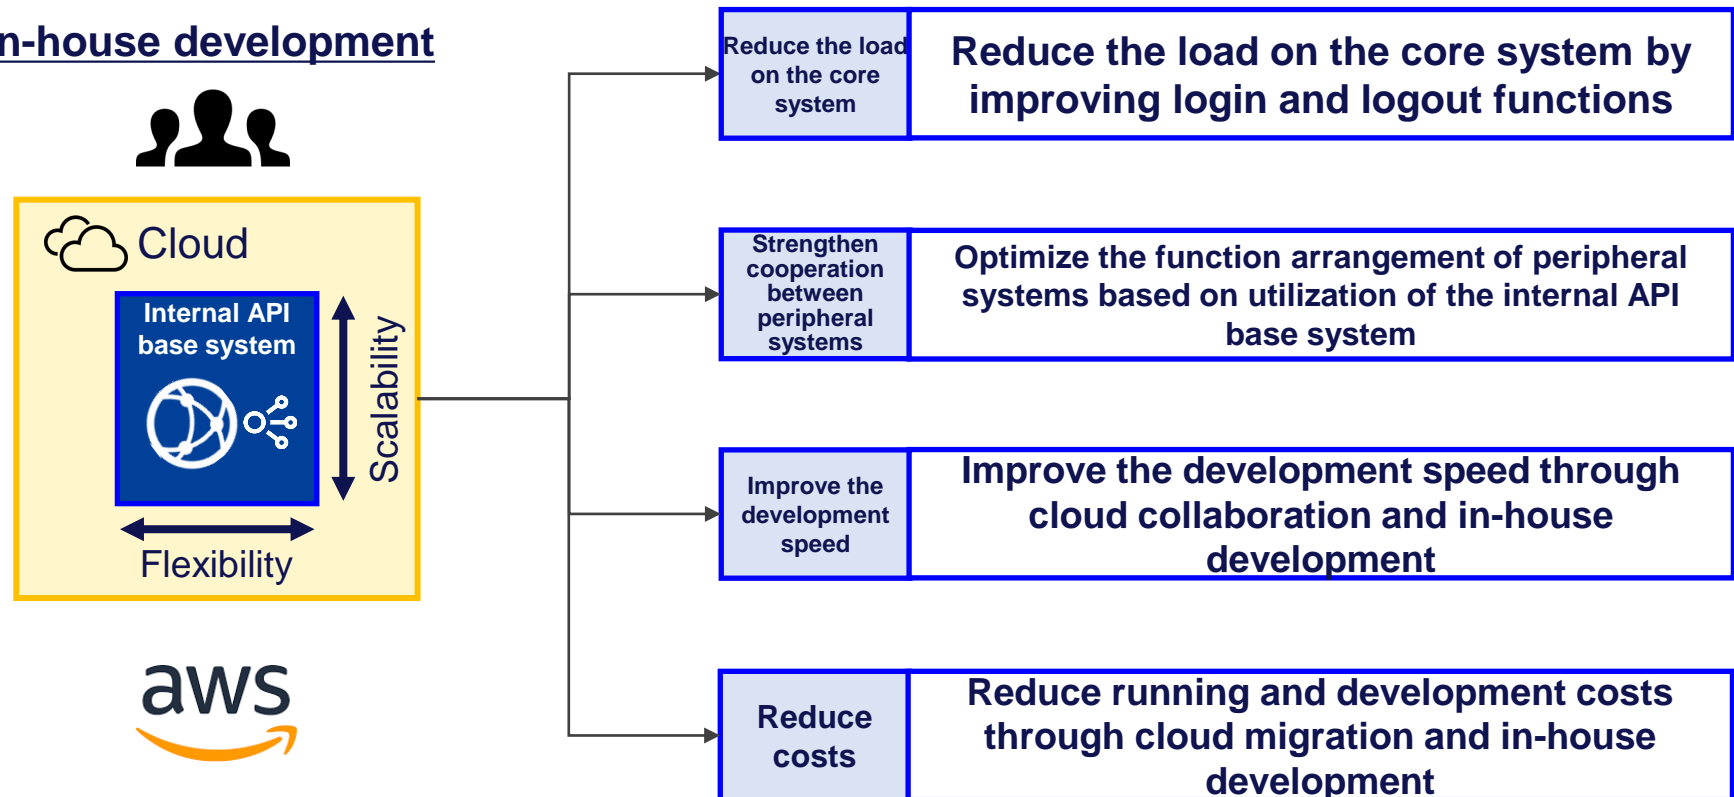 n-house development
Cloud
Internal API
base system
Scalability
Flexibility
aws
Reduce the load
on the core
system
Reduce the load on the core system by
improving login and logout functions
Strengthen
cooperation
between
peripheral
systems
Optimize the function arrangement of peripheral
systems based on utilization of the internal API
base system
Improve the
development
speed
Improve the development speed through
cloud collaboration and in-house
development
Reduce
costs
Reduce running and development costs
through cloud migration and in-house
development